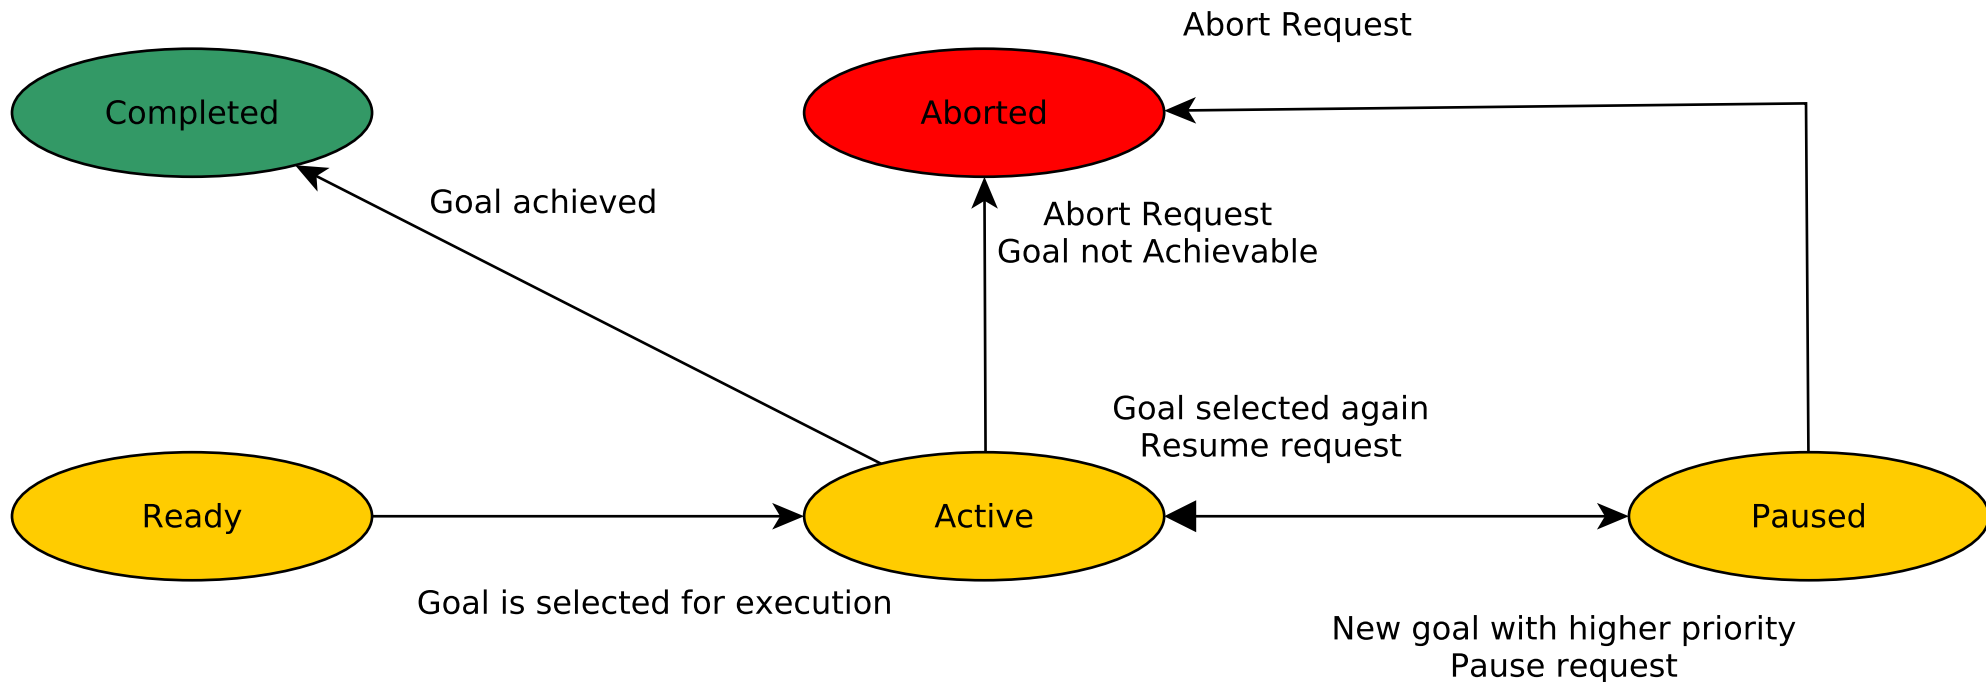 Abort Request
Completed
Aborted
Goal achieved
Abort Request
Goal not Achievable
Goal selected again
Resume request
Ready
Active
Paused
Goal is selected for execution
New goal with higher priority
Pause request